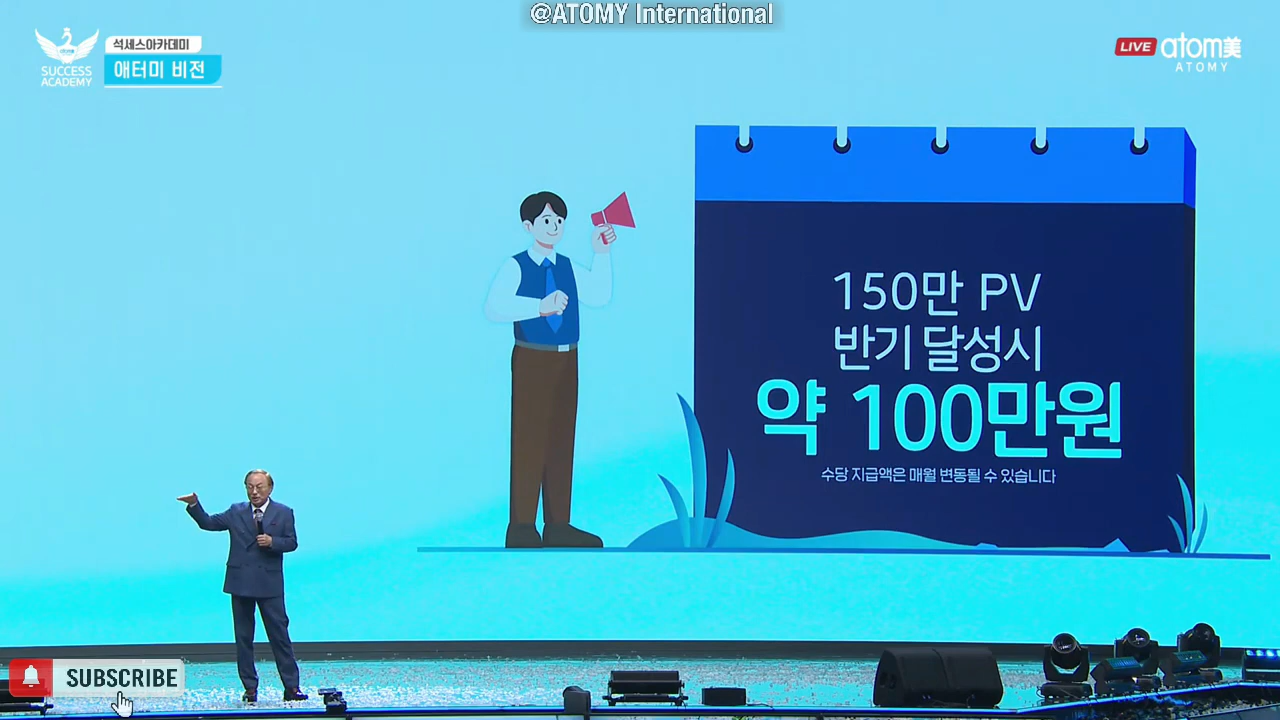 @ATOMY International
석세스아카데미
애터미 비전
SUCCESS
ACADEMY
LIVE
atom美
ATOMY
150만 PV
반기 달성시
약 100만원
수당 지급액은 매월 변동될 수 있습니다
SUBSCRIBE